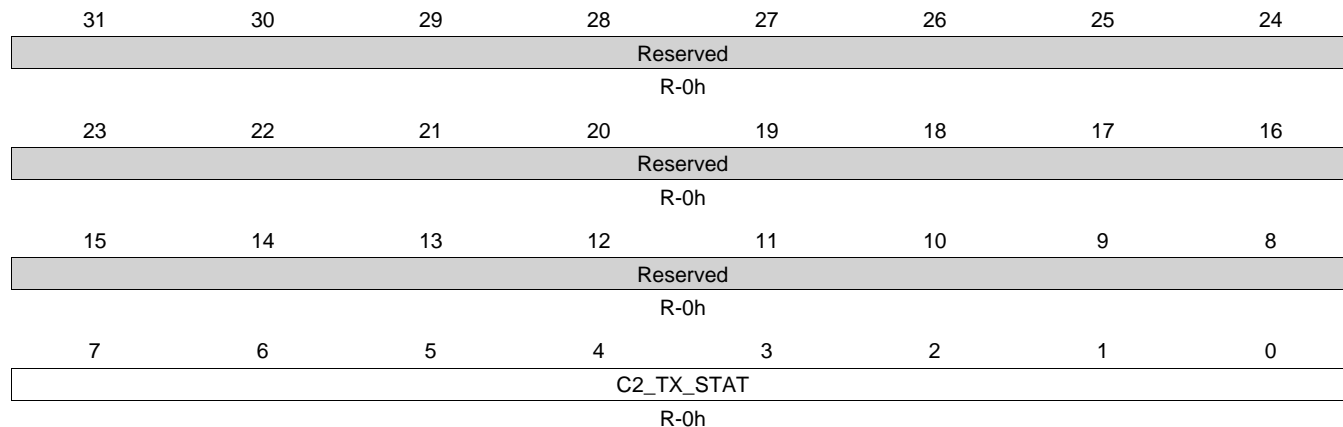 31 30 29 28 27 26 25 24
Reserved
R-0h
23 22 21 20 19 18 17 16
Reserved
R-0h
15 14 13 12 11 10 9 8
Reserved
R-0h
7 6 5 4 3 2 1 0
C2_TX_STAT
R-0h